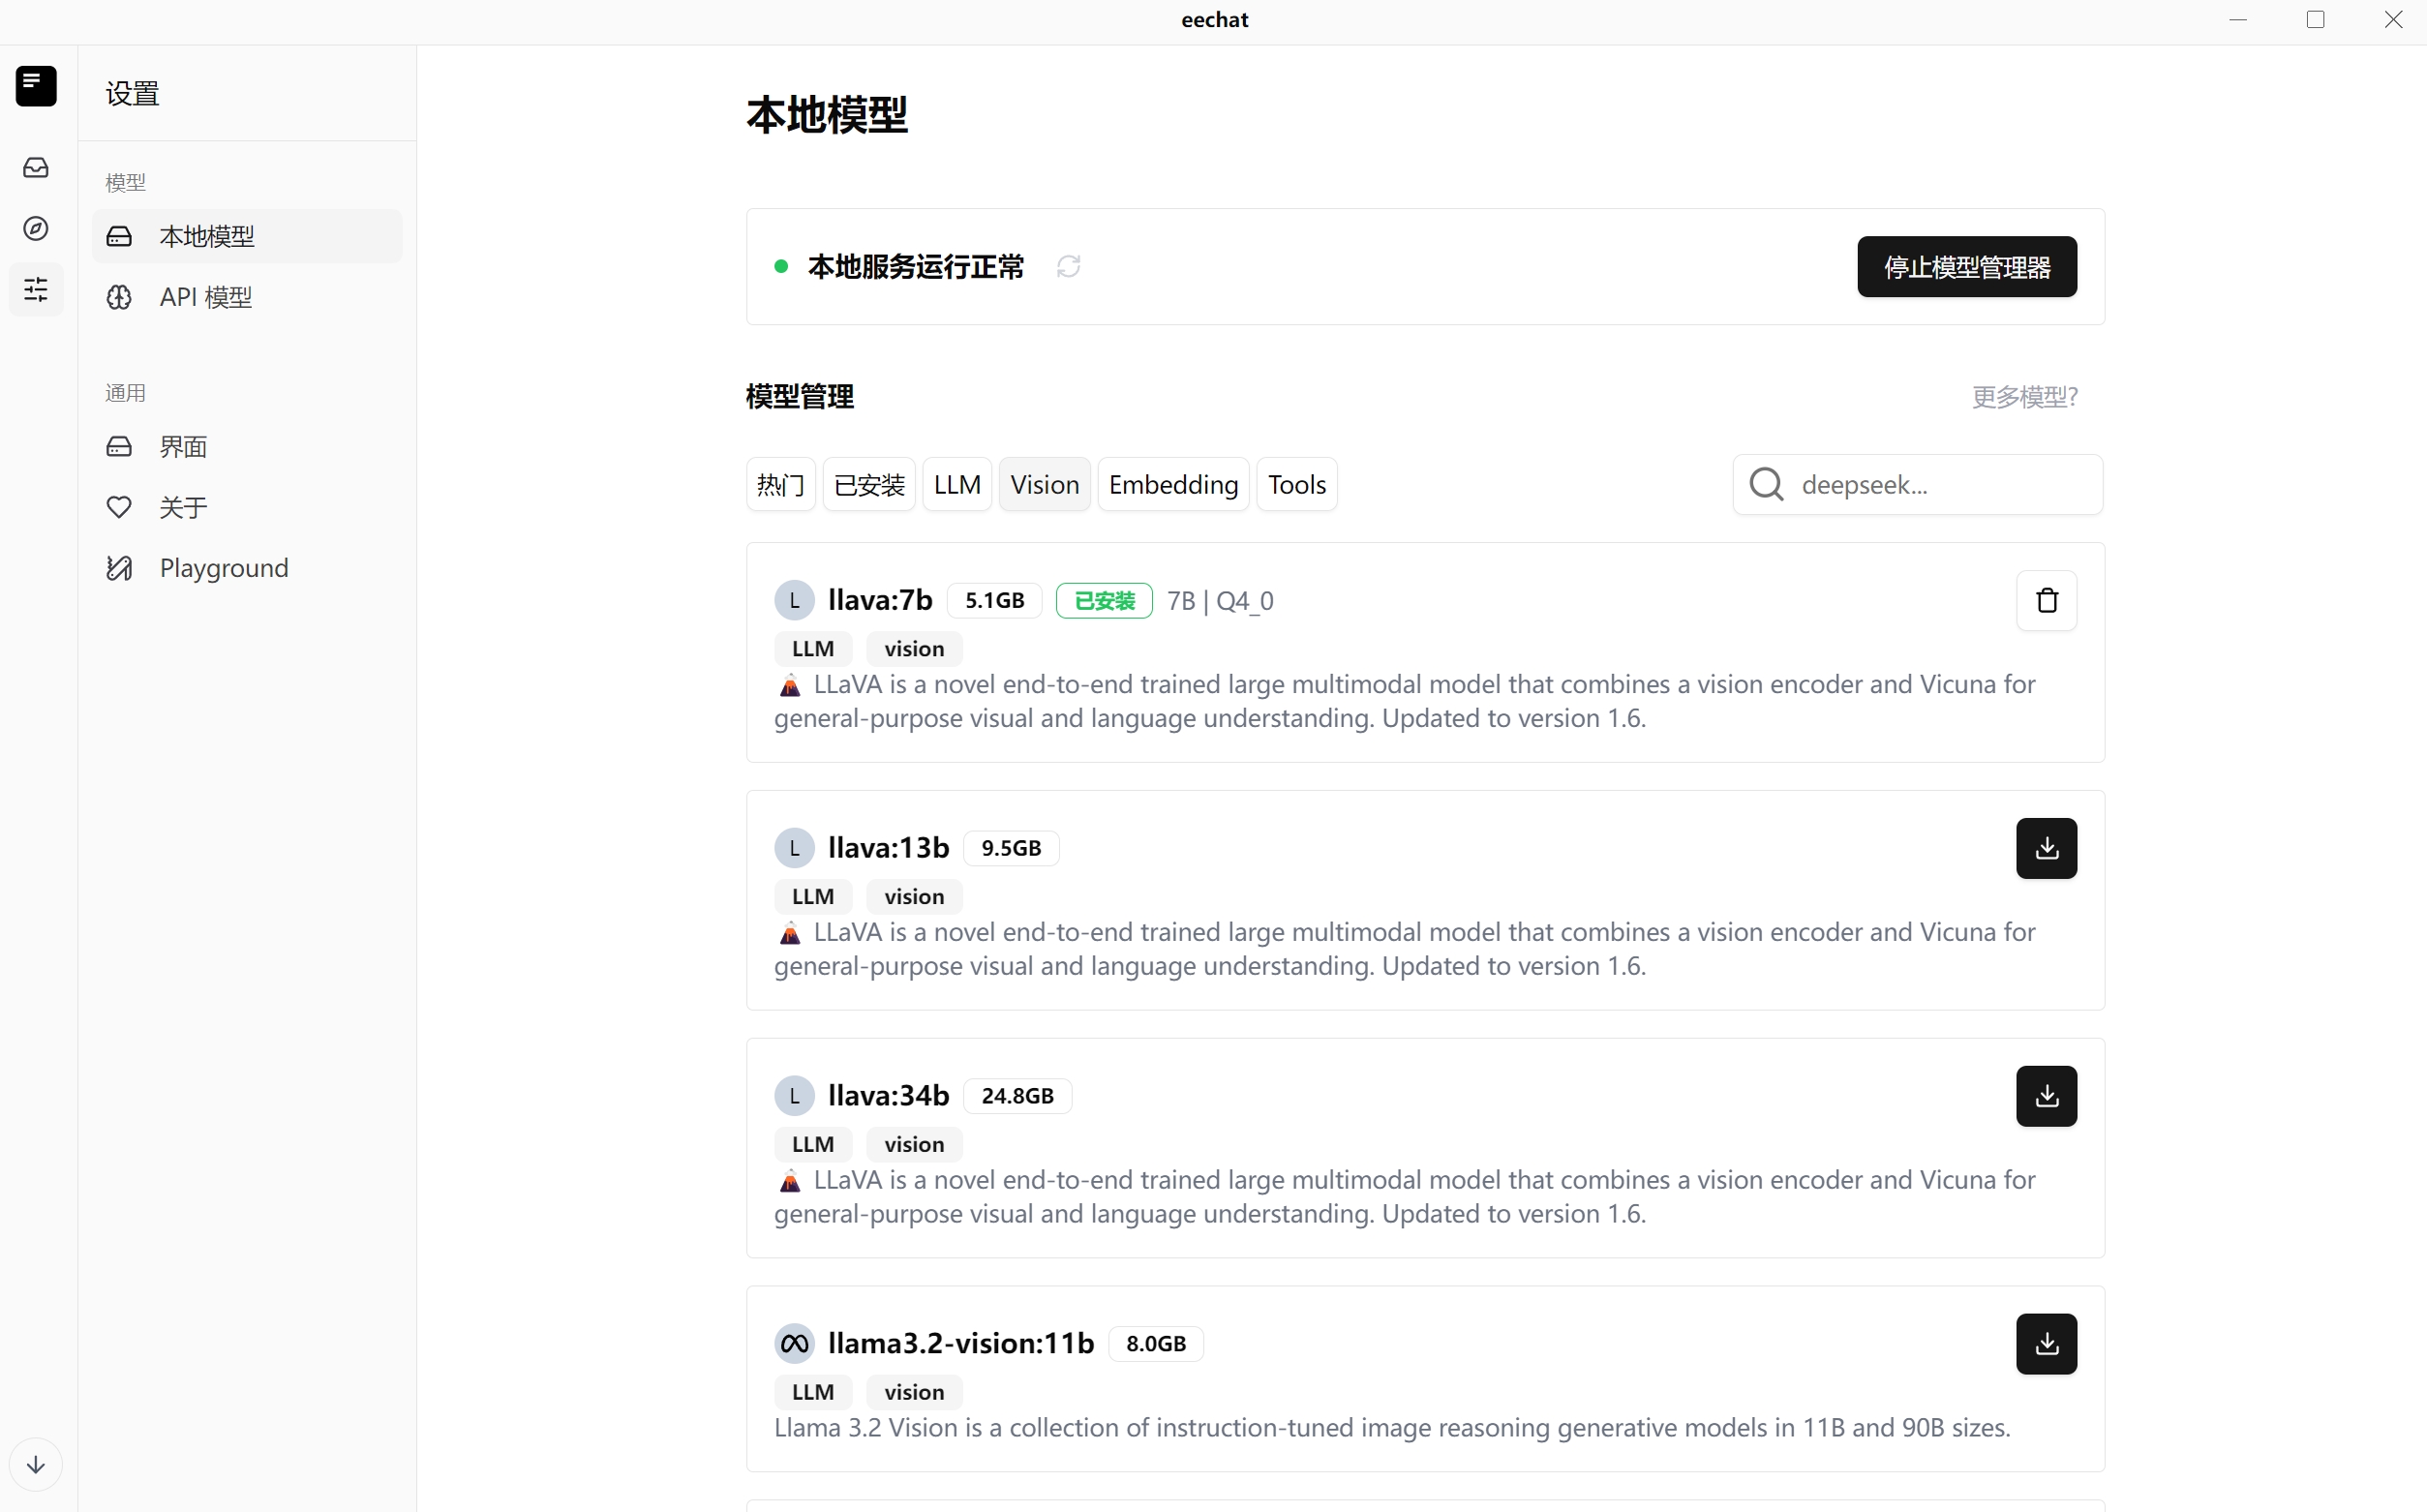 eechat
设置
模型
本地模型
API 模型
通用
界面
关于
Playground
本地模型
本地服务运行正常
停止模型管理器
模型管理
更多模型?
热门 已安装 LLM Vision Embedding Tools
deepseek...
L llava:7b 5.1GB 已安装 7B | Q4_0
LLM vision
🌋 LLaVA is a novel end-to-end trained large multimodal model that combines a vision encoder and Vicuna for
general-purpose visual and language understanding. Updated to version 1.6.
L llava:13b 9.5GB
LLM vision
🌋 LLaVA is a novel end-to-end trained large multimodal model that combines a vision encoder and Vicuna for
general-purpose visual and language understanding. Updated to version 1.6.
L llava:34b 24.8GB
LLM vision
🌋 LLaVA is a novel end-to-end trained large multimodal model that combines a vision encoder and Vicuna for
general-purpose visual and language understanding. Updated to version 1.6.
llama3.2-vision:11b 8.0GB
LLM vision
Llama 3.2 Vision is a collection of instruction-tuned image reasoning generative models in 11B and 90B sizes.